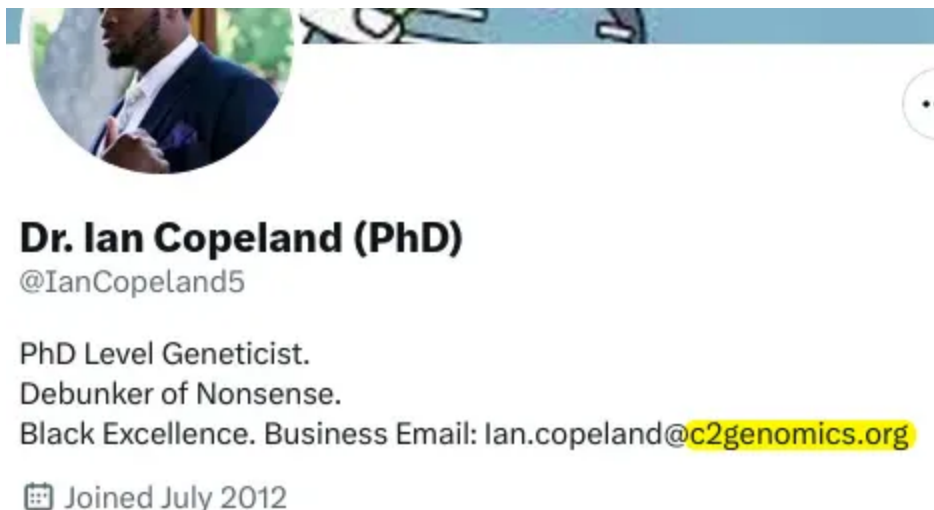 Dr. Ian Copeland (PhD)
@IanCopeland5
PhD Level Geneticist.
Debunker of Nonsense.
Black Excellence. Business Email: Ian.copeland@c2genomics.org
Joined July 2012